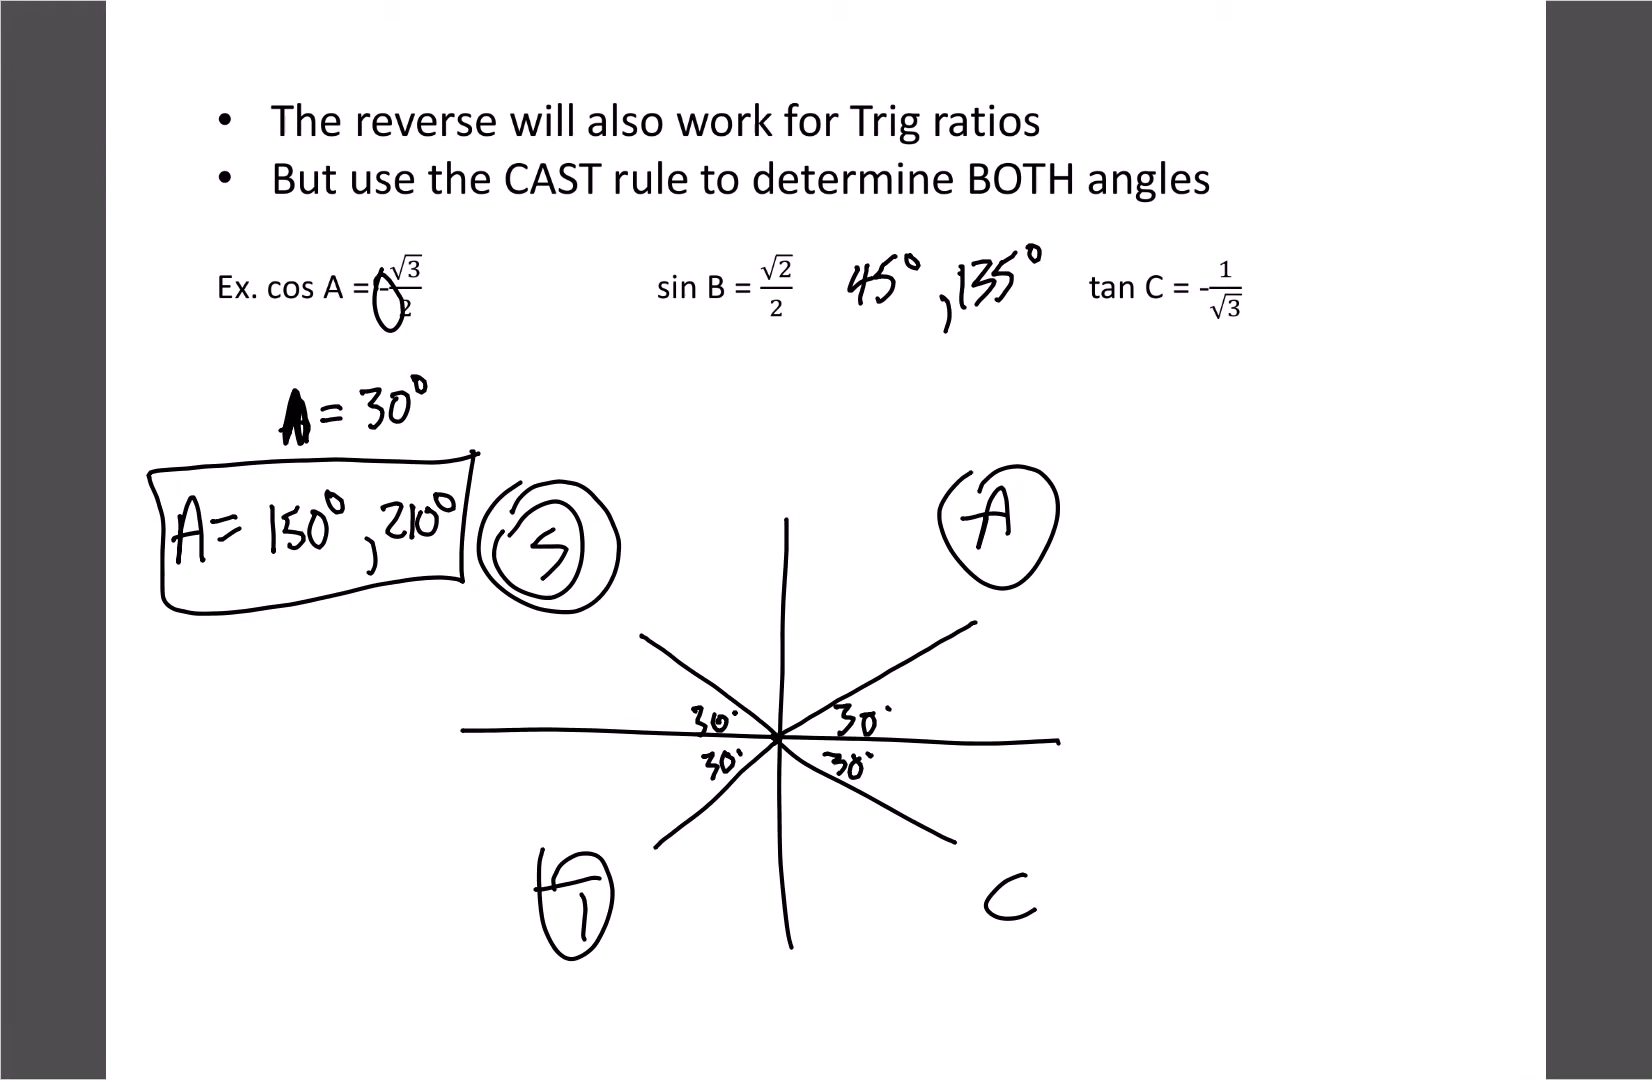 • The reverse will also work for Trig ratios
• But use the CAST rule to determine BOTH angles
Ex. cos A = -√3/2 sin B = √2/2 45°, 135° tan C = -1/√3
A = 30°
A = 150°, 210°
S A
30° 30°
30° 30°
T C